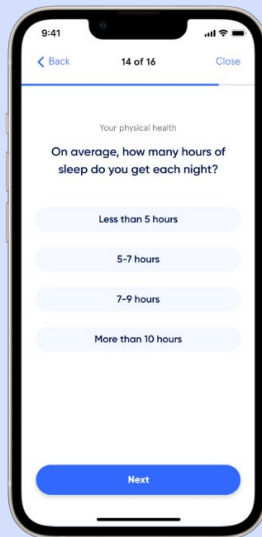 9:41
Back 14 of 16 Close
Your physical health
On average, how many hours of
sleep do you get each night?
Less than 5 hours
5-7 hours
7-9 hours
More than 10 hours
Next